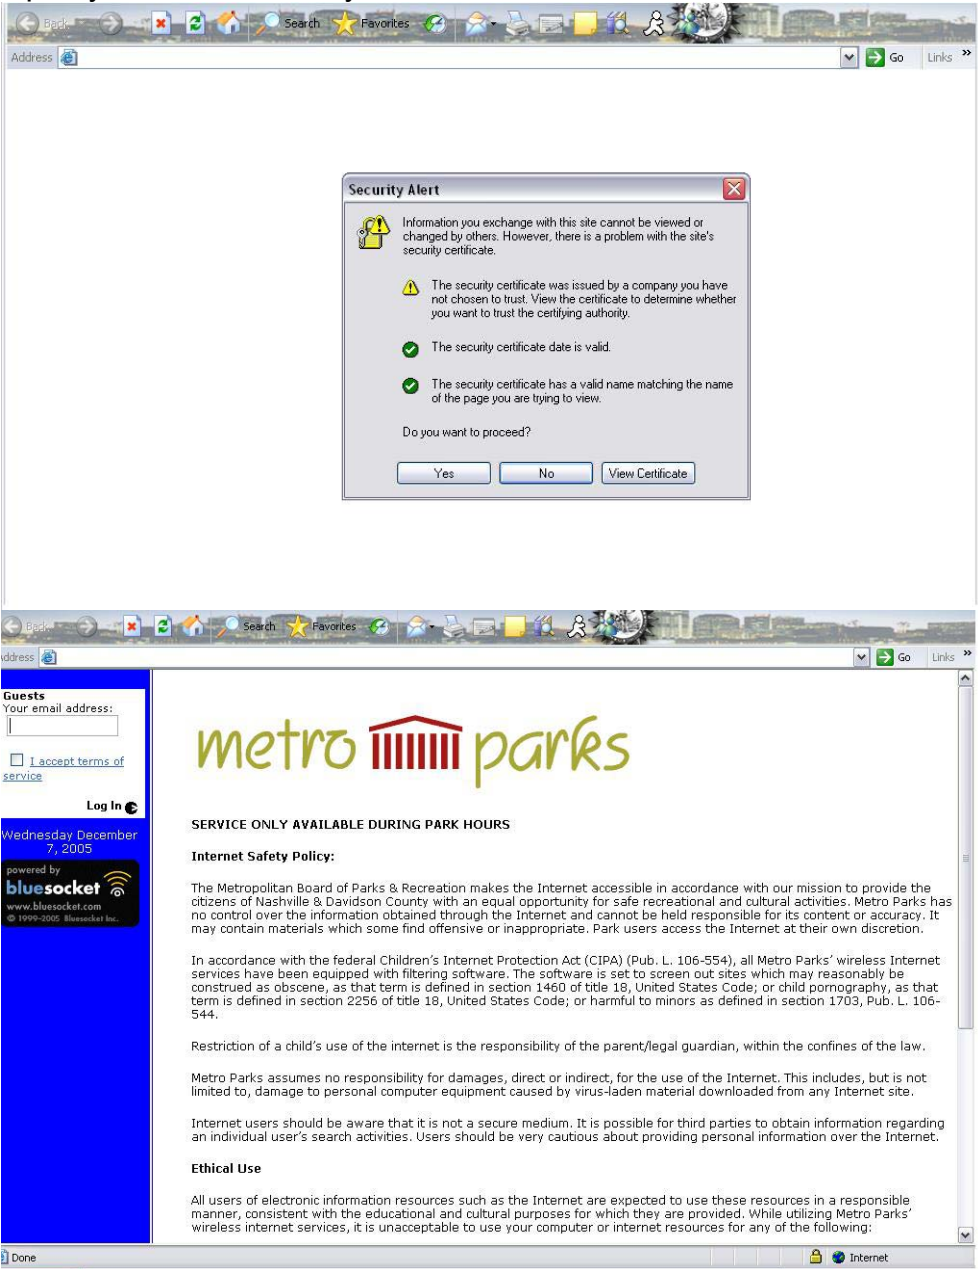 Back
Search
Favorites
Address
Go
Links
»
Security Alert
Information you exchange with this site cannot be viewed or
changed by others. However, there is a problem with the site's
security certificate.
The security certificate was issued by a company you have
not chosen to trust. View the certificate to determine whether
you want to trust the certifying authority.
The security certificate date is valid.
The security certificate has a valid name matching the name
of the page you are trying to view.
Do you want to proceed?
Yes
No
View Certificate
Back
Search
Favorites
Address
Go
Links
»
Guests
Your email address:
I accept terms of
service
Log In
Wednesday December
7, 2005
powered by
bluesocket
www.bluesocket.com
© 1999-2005 Bluesocket Inc.
metro parks
SERVICE ONLY AVAILABLE DURING PARK HOURS
Internet Safety Policy:
The Metropolitan Board of Parks & Recreation makes the Internet accessible in accordance with our mission to provide the
citizens of Nashville & Davidson County with an equal opportunity for safe recreational and cultural activities. Metro Parks has
no control over the information obtained through the Internet and cannot be held responsible for its content or accuracy. It
may contain materials which some find offensive or inappropriate. Park users access the Internet at their own discretion.
In accordance with the federal Children's Internet Protection Act (CIPA) (Pub. L. 106-554), all Metro Parks' wireless Internet
services have been equipped with filtering software. The software is set to screen out sites which may reasonably be
construed as obscene, as that term is defined in section 1460 of title 18, United States Code; or child pornography, as that
term is defined in section 2256 of title 18, United States Code; or harmful to minors as defined in section 1703, Pub. L. 106-
544.
Restriction of a child's use of the internet is the responsibility of the parent/legal guardian, within the confines of the law.
Metro Parks assumes no responsibility for damages, direct or indirect, for the use of the Internet. This includes, but is not
limited to, damage to personal computer equipment caused by virus-laden material downloaded from any Internet site.
Internet users should be aware that it is not a secure medium. It is possible for third parties to obtain information regarding
an individual user's search activities. Users should be very cautious about providing personal information over the Internet.
Ethical Use
All users of electronic information resources such as the Internet are expected to use these resources in a responsible
manner, consistent with the educational and cultural purposes for which they are provided. While utilizing Metro Parks'
wireless internet services, it is unacceptable to use your computer or internet resources for any of the following:
Done
Internet